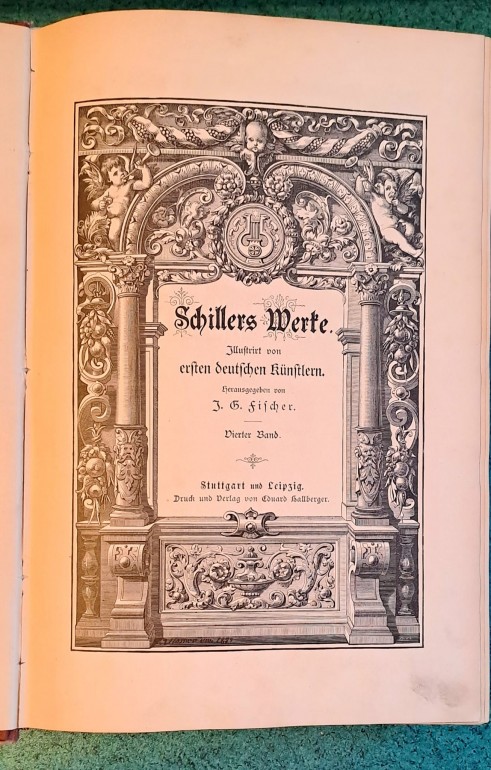 Schillers Werke.
Illustrirt von
ersten deutschen Künstlern.
Herausgegeben von
J. G. Fischer.
Vierter Band.
Stuttgart und Leipzig.
Druck und Verlag von Eduard Hallberger.